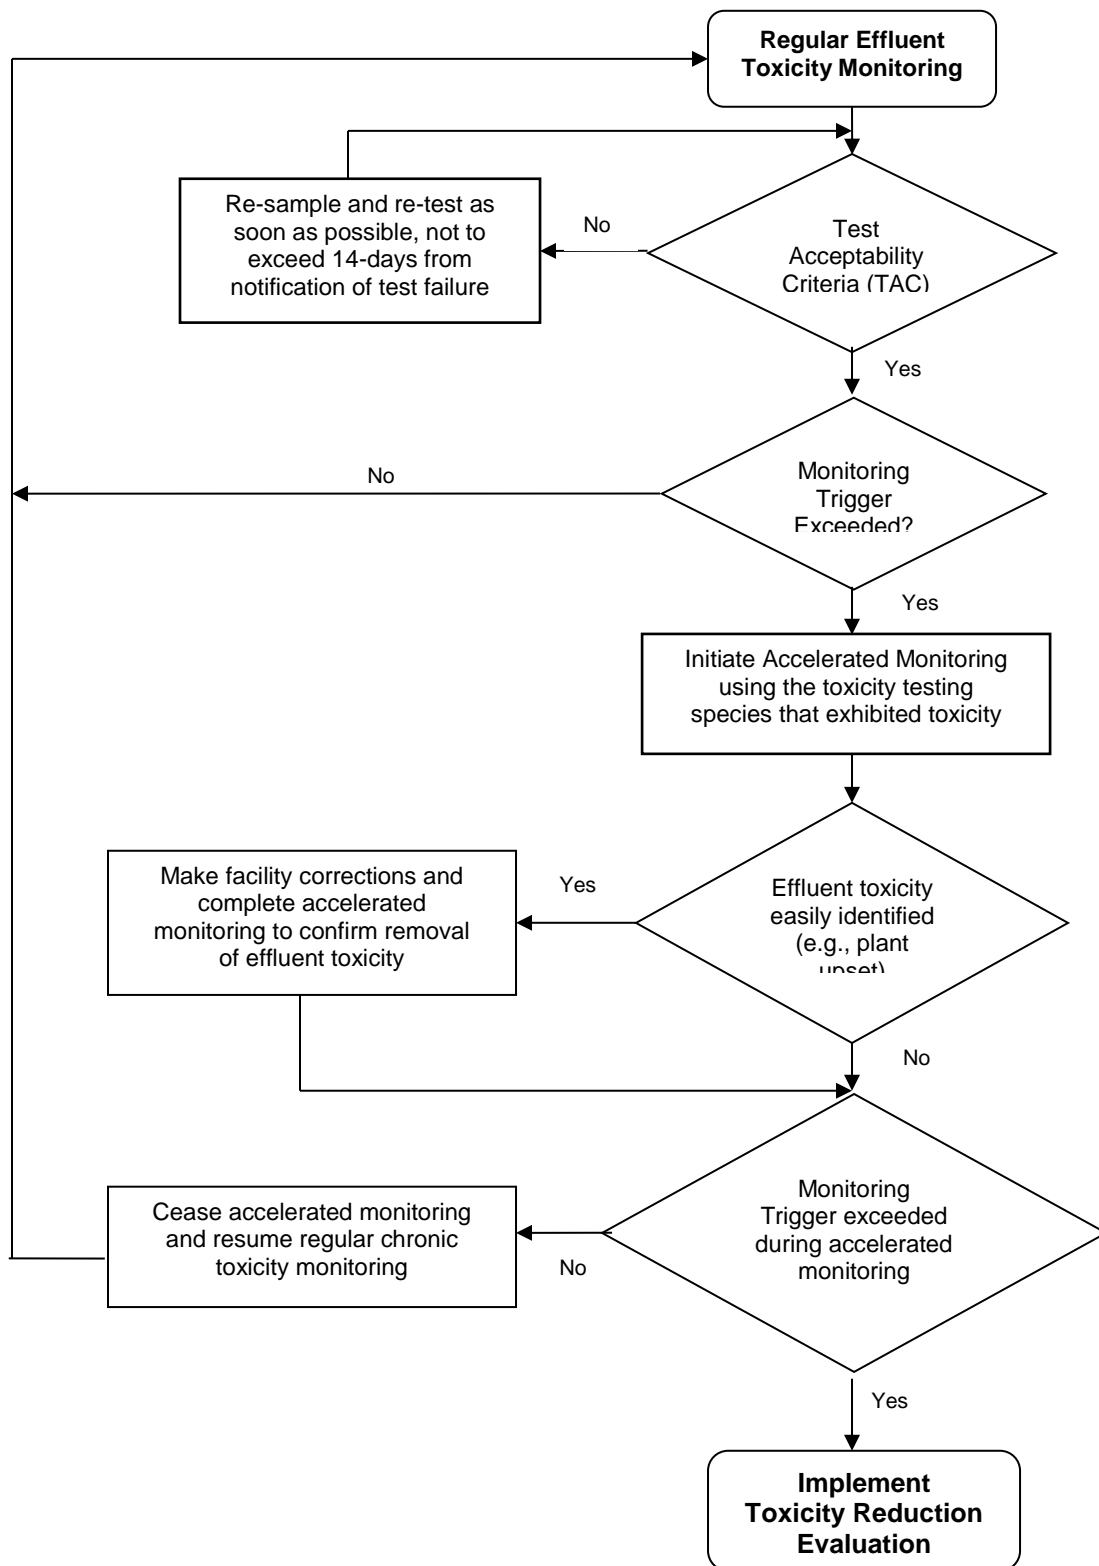 Regular Effluent
Toxicity Monitoring
Re-sample and re-test as
soon as possible, not to
exceed 14-days from
notification of test failure
No
Test
Acceptability
Criteria (TAC)
Yes
No
Monitoring
Trigger
Exceeded?
Yes
Initiate Accelerated Monitoring
using the toxicity testing
species that exhibited toxicity
Make facility corrections and
complete accelerated
monitoring to confirm removal
of effluent toxicity
Yes
Effluent toxicity
easily identified
(e.g., plant
upset)
No
Cease accelerated monitoring
and resume regular chronic
toxicity monitoring
No
Monitoring
Trigger exceeded
during accelerated
monitoring
Yes
Implement
Toxicity Reduction
Evaluation